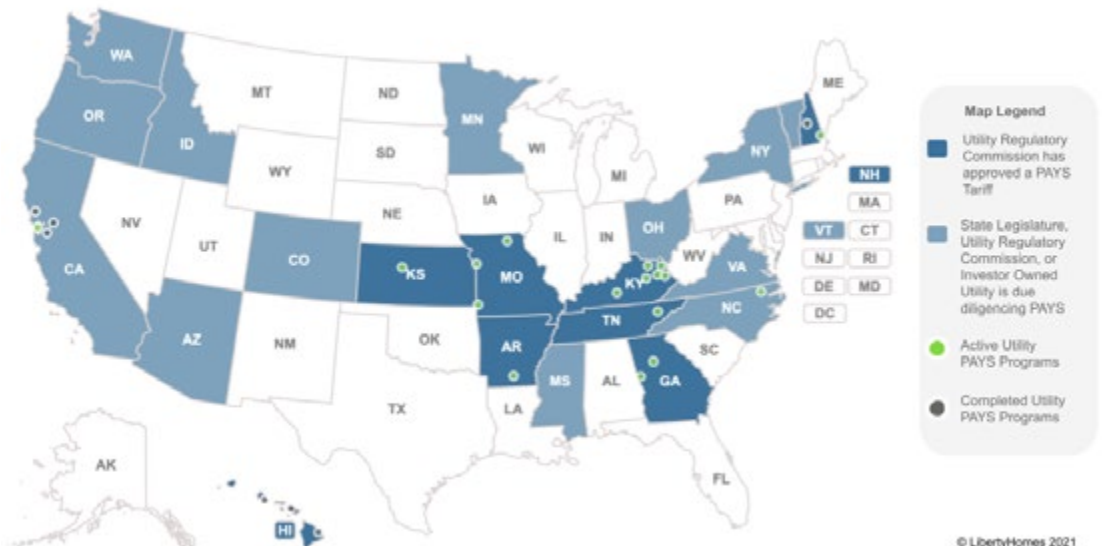 WA
MT
ND
MN
ME
OR
ID
SD
WI
NY
WY
MI
NH
IA
PA
MA
NE
NV
OH
VT
CT
UT
IL
IN
CO
WV
NJ
RI
CA
KS
MO
KY
VA
DE
MD
NC
DC
TN
AZ
NM
OK
AR
SC
MS
AL
GA
TX
LA
AK
FL
HI
Map Legend
Utility Regulatory
Commission has
approved a PAYS
Tariff
State Legislature,
Utility Regulatory
Commission, or
Investor Owned
Utility is due
diligencing PAYS
Active Utility
PAYS Programs
Completed Utility
PAYS Programs
© LibertyHomes 2021